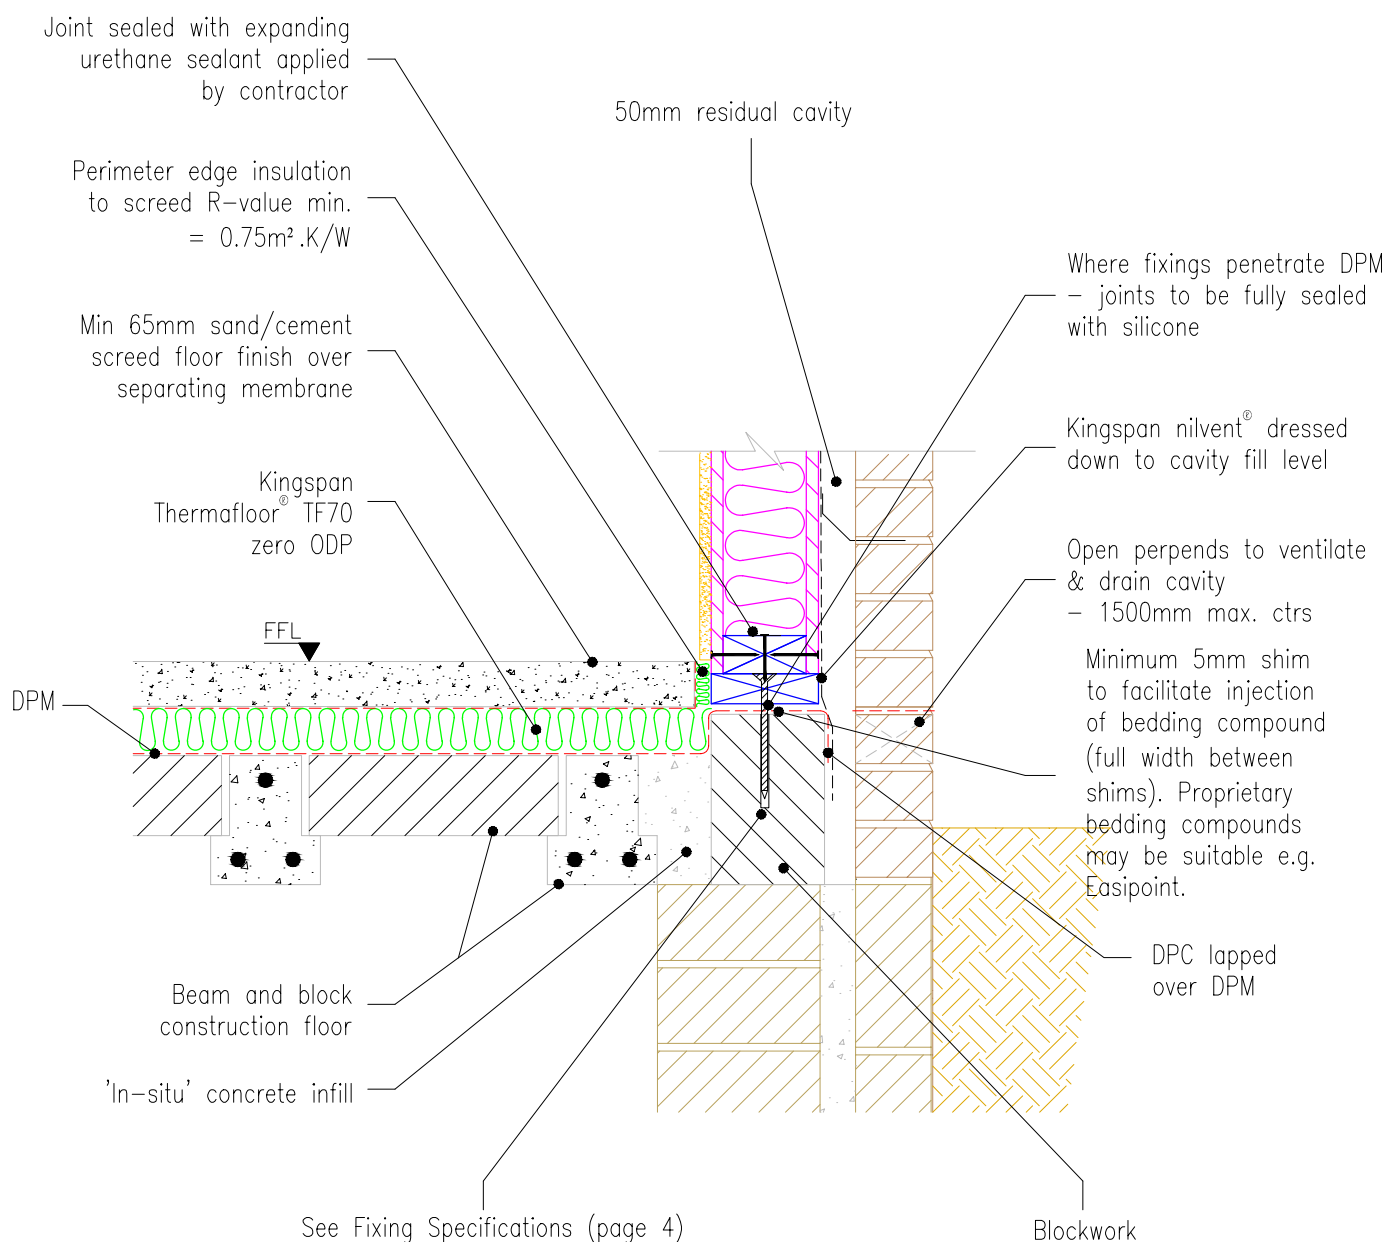 Joint sealed with expanding
urethane sealant applied
by contractor
50mm residual cavity
Perimeter edge insulation
to screed R-value min.
= 0.75m².K/W
Where fixings penetrate DPM
- joints to be fully sealed
with silicone
Min 65mm sand/cement
screed floor finish over
separating membrane
Kingspan nilvent® dressed
down to cavity fill level
Kingspan
Thermafloor® TF70
zero ODP
Open perpends to ventilate
& drain cavity
- 1500mm max. ctrs
FFL
DPM
Minimum 5mm shim
to facilitate injection
of bedding compound
(full width between
shims). Proprietary
bedding compounds
may be suitable e.g.
Easipoint.
DPC lapped
over DPM
Beam and block
construction floor
'In-situ' concrete infill
See Fixing Specifications (page 4)
Blockwork